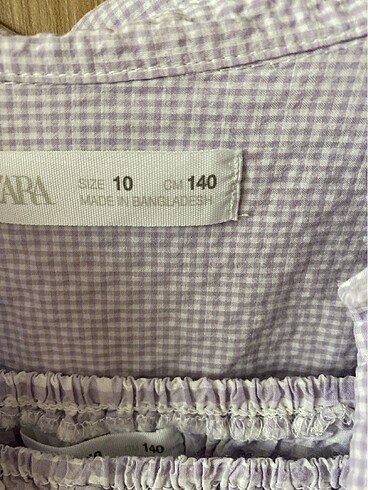 ZARA SIZE 10 CM 140
MADE IN BANGLADESH
140